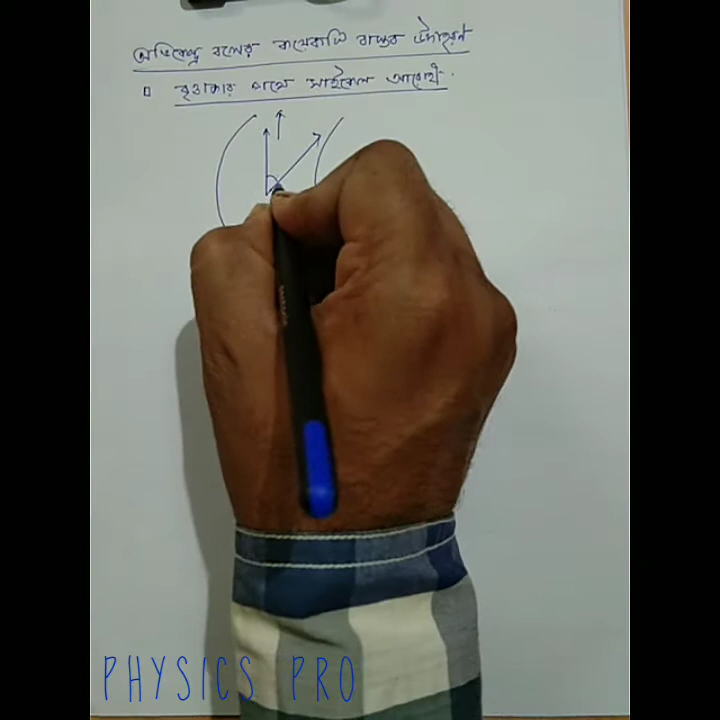 অভিকেন্দ্র বলের কয়েকটি বাস্তব উদাহরণ
বৃত্তাকার পথে সাইকেল আরোহী
PHYSICS PRO